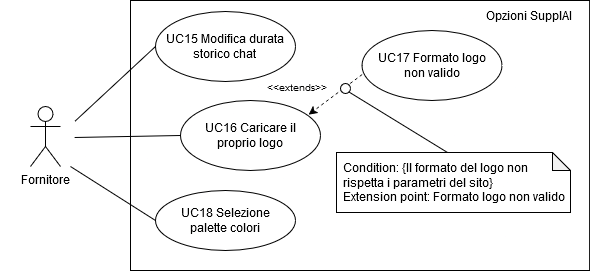 Opzioni SupplAI
UC15 Modifica durata
storico chat
UC17 Formato logo
non valido
<<extends>>
UC16 Caricare il
proprio logo
Condition: {Il formato del logo non
rispetta i parametri del sito}
Extension point: Formato logo non valido
Fornitore
UC18 Selezione
palette colori